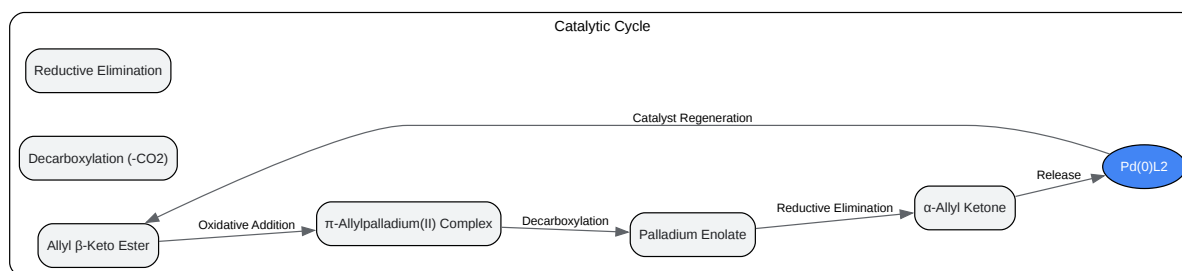 Catalytic Cycle
Reductive Elimination
Catalyst Regeneration
Decarboxylation (-CO2)
Pd(0)L2
Release
α-Allyl Ketone
Reductive Elimination
Decarboxylation
Oxidative Addition
π-Allylpalladium(II) Complex
Palladium Enolate
Allyl β-Keto Ester